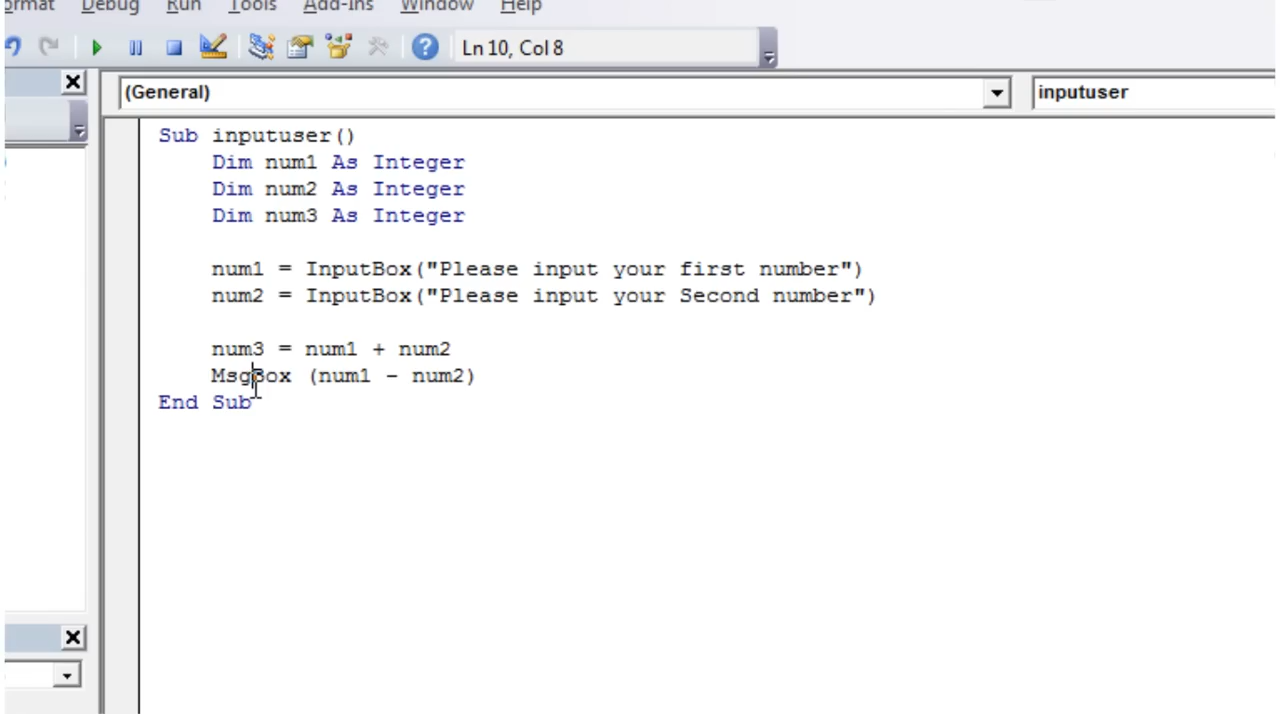 ormat Debug Run Tools Add-Ins Window Help
Ln 10, Col 8
(General) inputuser
Sub inputuser()
Dim num1 As Integer
Dim num2 As Integer
Dim num3 As Integer
num1 = InputBox("Please input your first number")
num2 = InputBox("Please input your Second number")
num3 = num1 + num2
MsgBox (num1 - num2)
End Sub